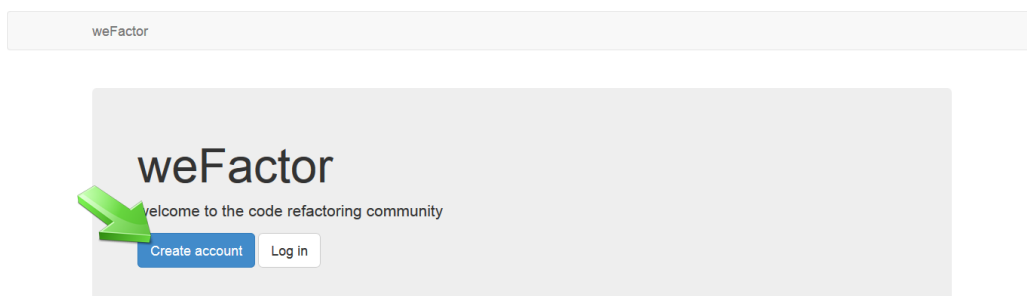 weFactor
weFactor
welcome to the code refactoring community
Create account Log in